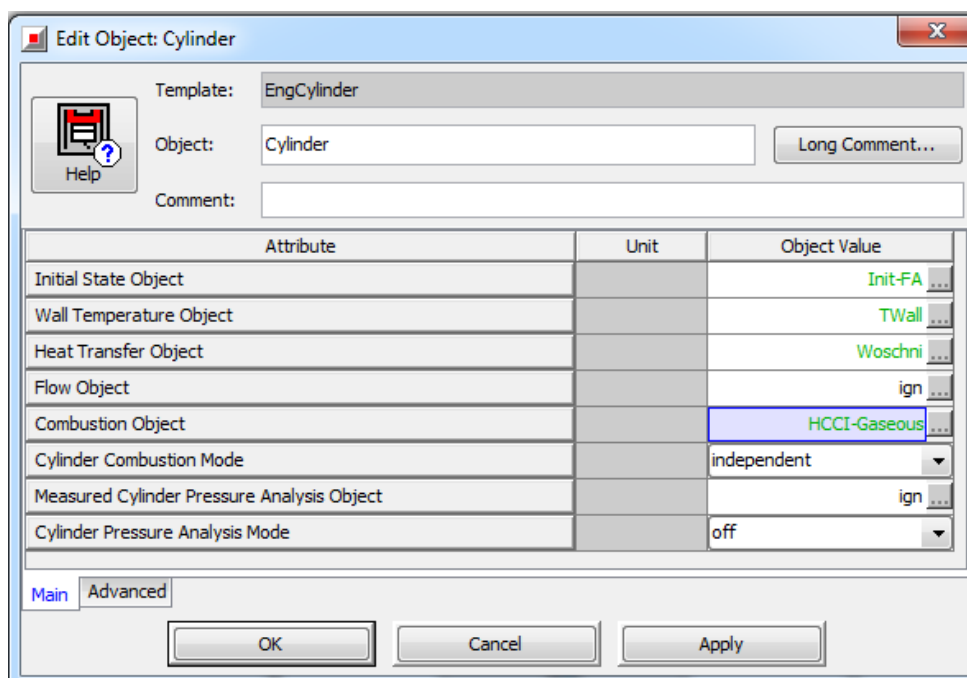 Edit Object: Cylinder
Template: EngCylinder
Object: Cylinder Long Comment...
Help
Comment:
Attribute Unit Object Value
Initial State Object Init-FA ...
Wall Temperature Object TWall ...
Heat Transfer Object Woschni ...
Flow Object ign ...
Combustion Object HCCI-Gaseous ...
Cylinder Combustion Mode independent
Measured Cylinder Pressure Analysis Object ign ...
Cylinder Pressure Analysis Mode off
Main Advanced
OK Cancel Apply